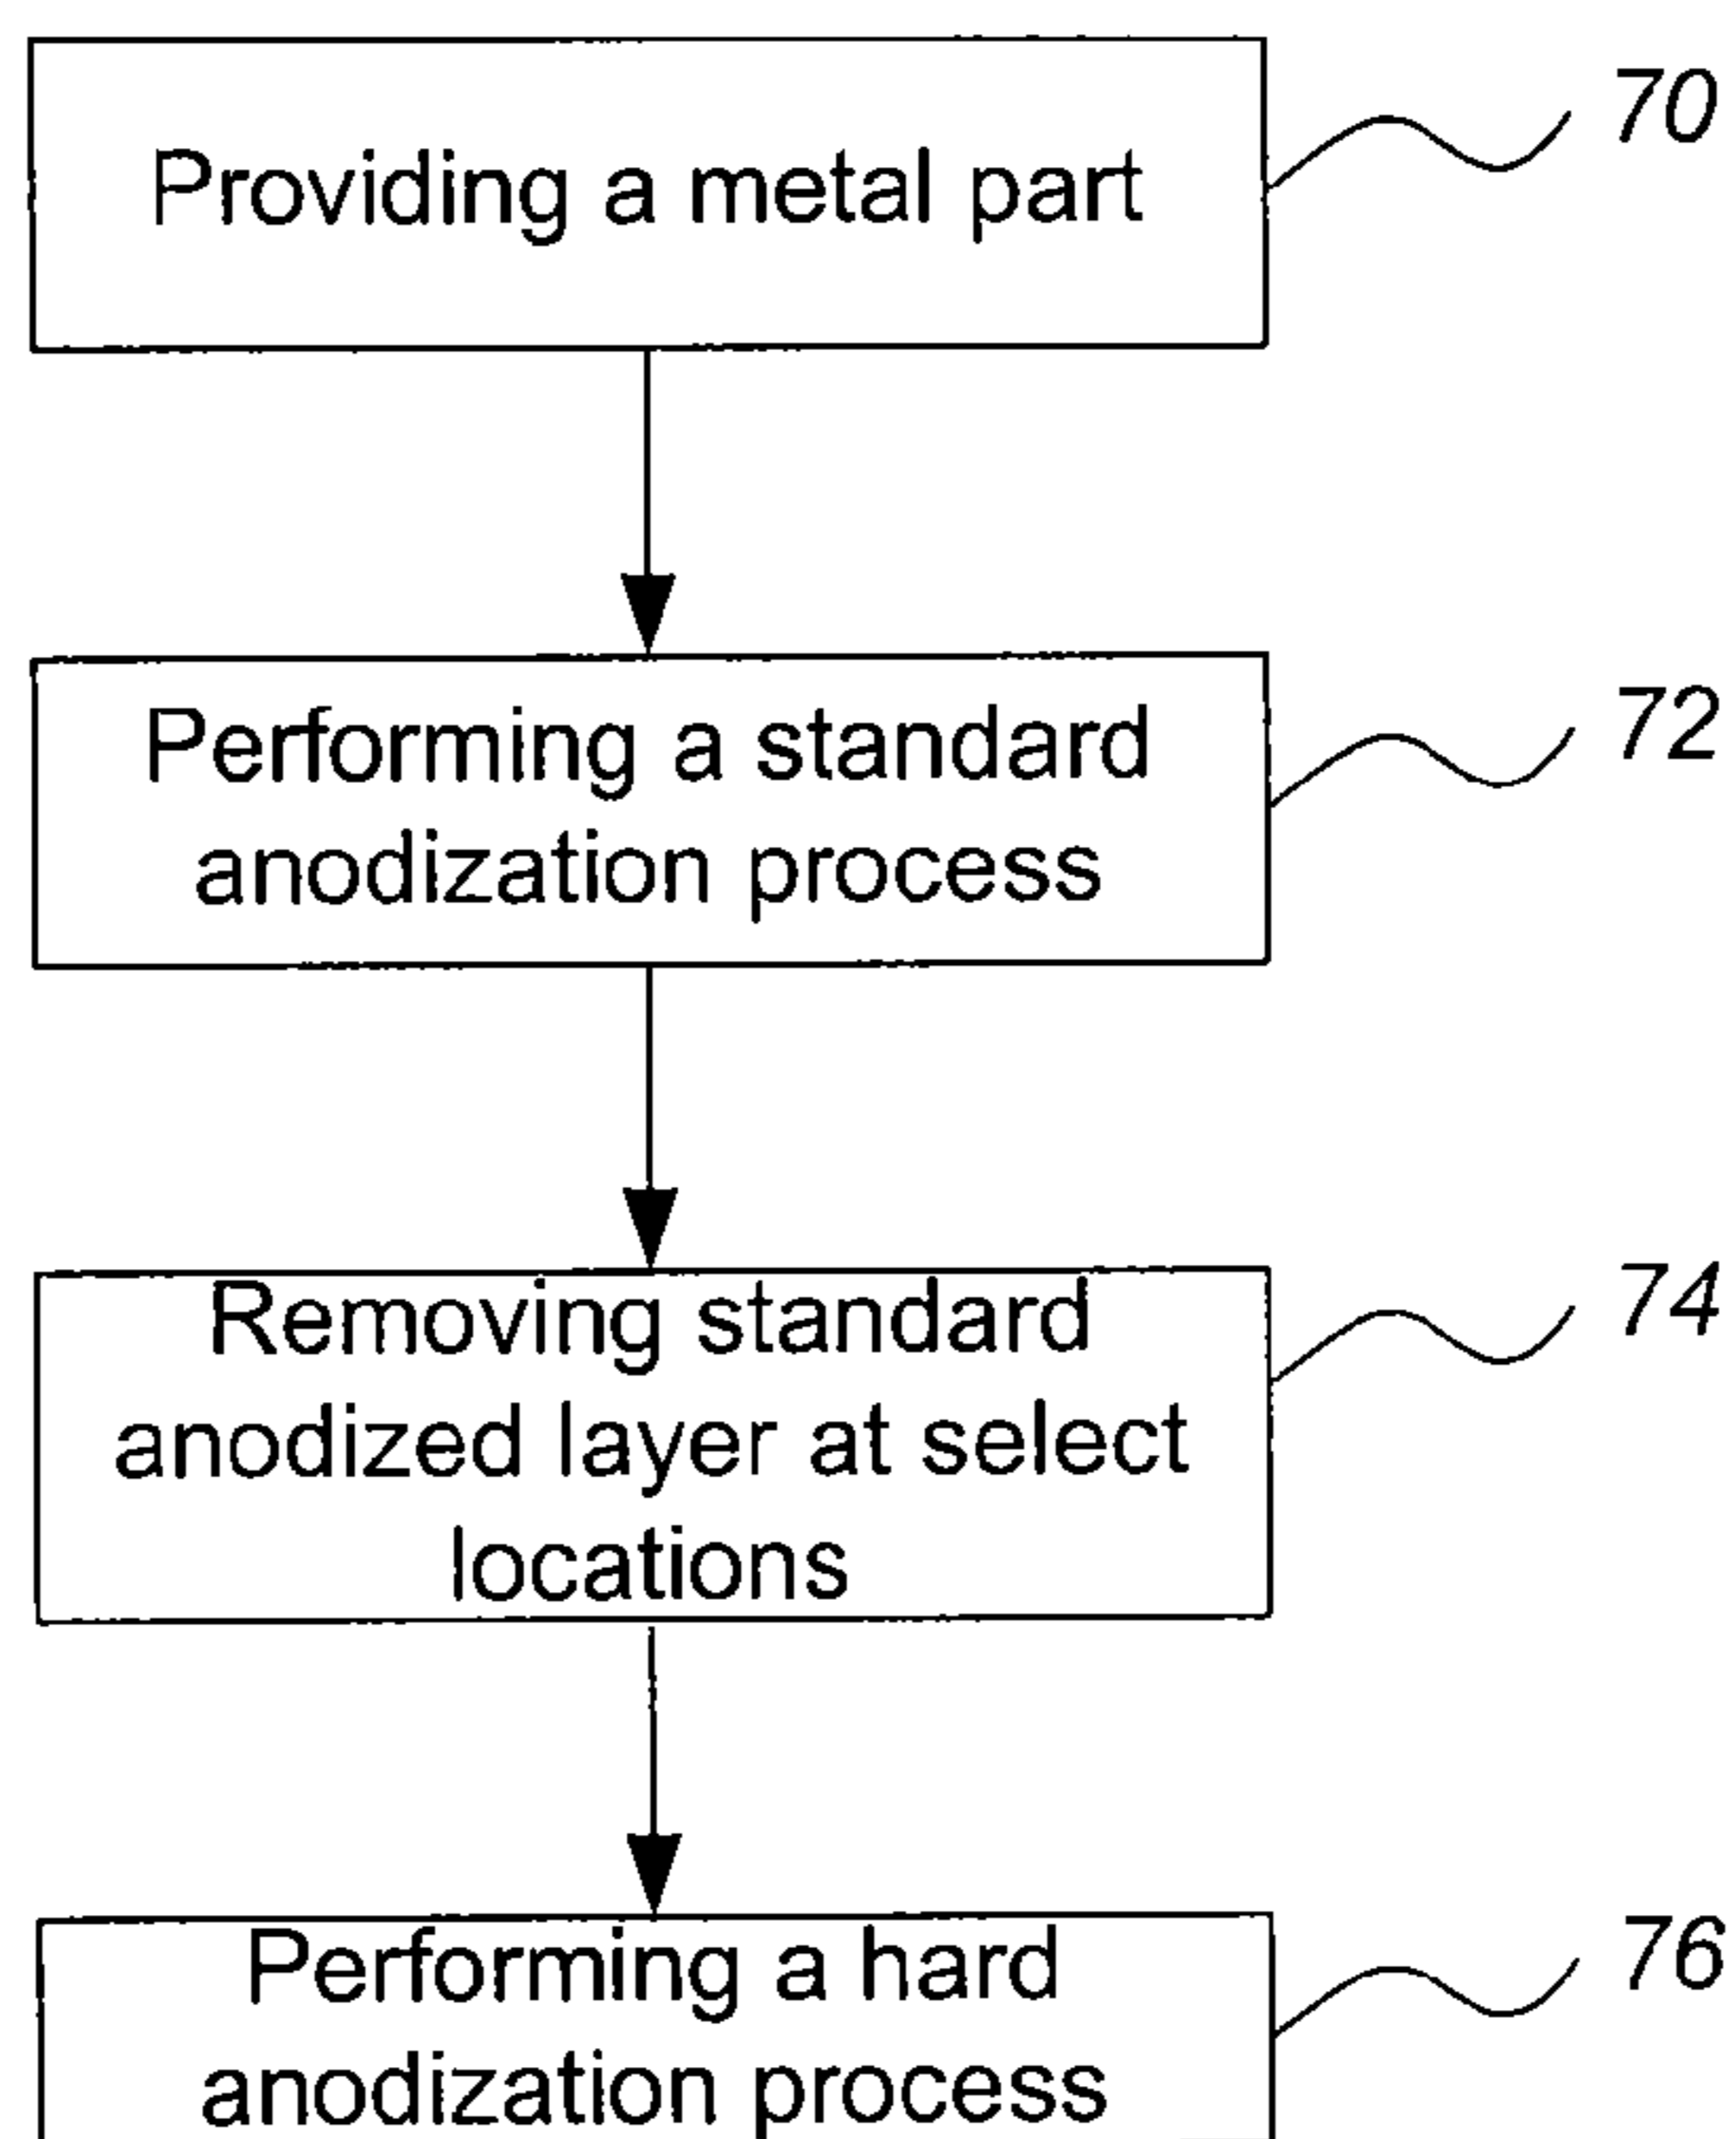 Providing a metal part
70
Performing a standard
anodization process
72
Removing standard
anodized layer at select
locations
74
Performing a hard
anodization process
76